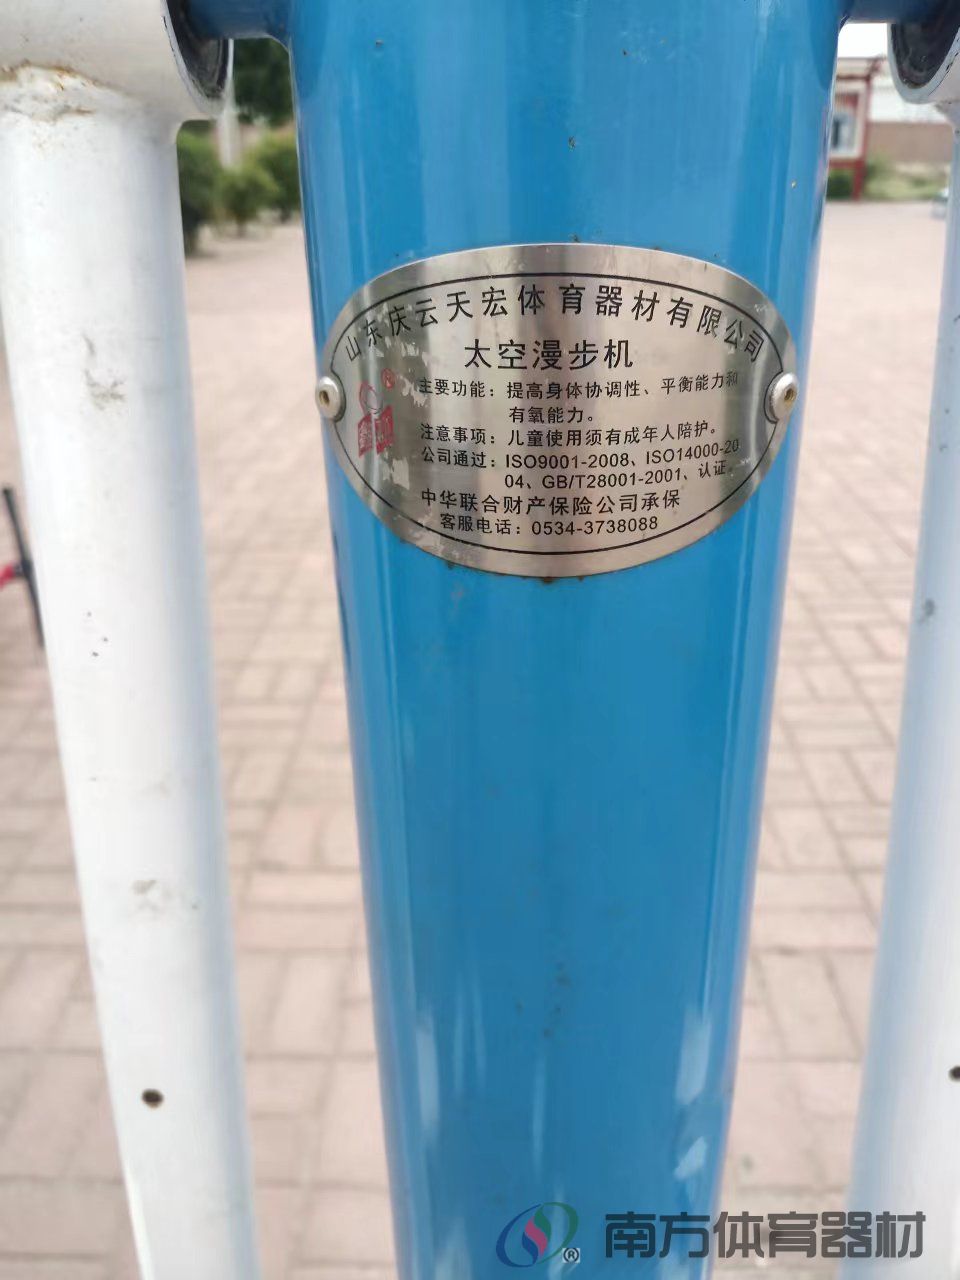 山东庆云天宏体育器材有限公司
太空漫步机
主要功能：提高身体协调性、平衡能力和
有氧能力。
注意事项：儿童使用须有成年人陪护。
公司通过：ISO9001-2008、ISO14000-20
04、GB/T28001-2001、认证。
中华联合财产保险公司承保
客服电话：0534-3738088
®
® 南方体育器材